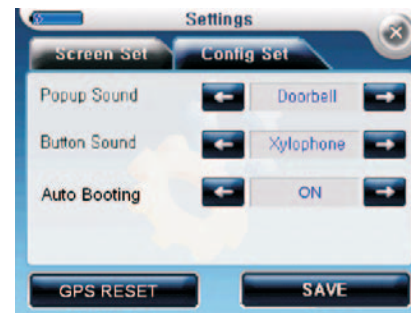 Settings
Screen Set Config Set
Popup Sound Doorbell
Button Sound Xylophone
Auto Booting ON
GPS RESET SAVE